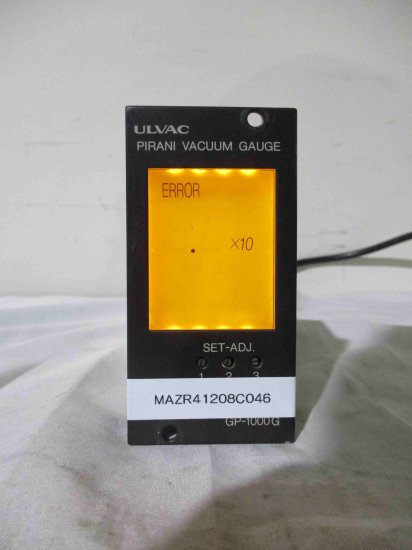 ULVAC
PIRANI VACUUM GAUGE
ERROR
. ×10
SET-ADJ.
1 2 3
MAZR41208C046
GP-1000G